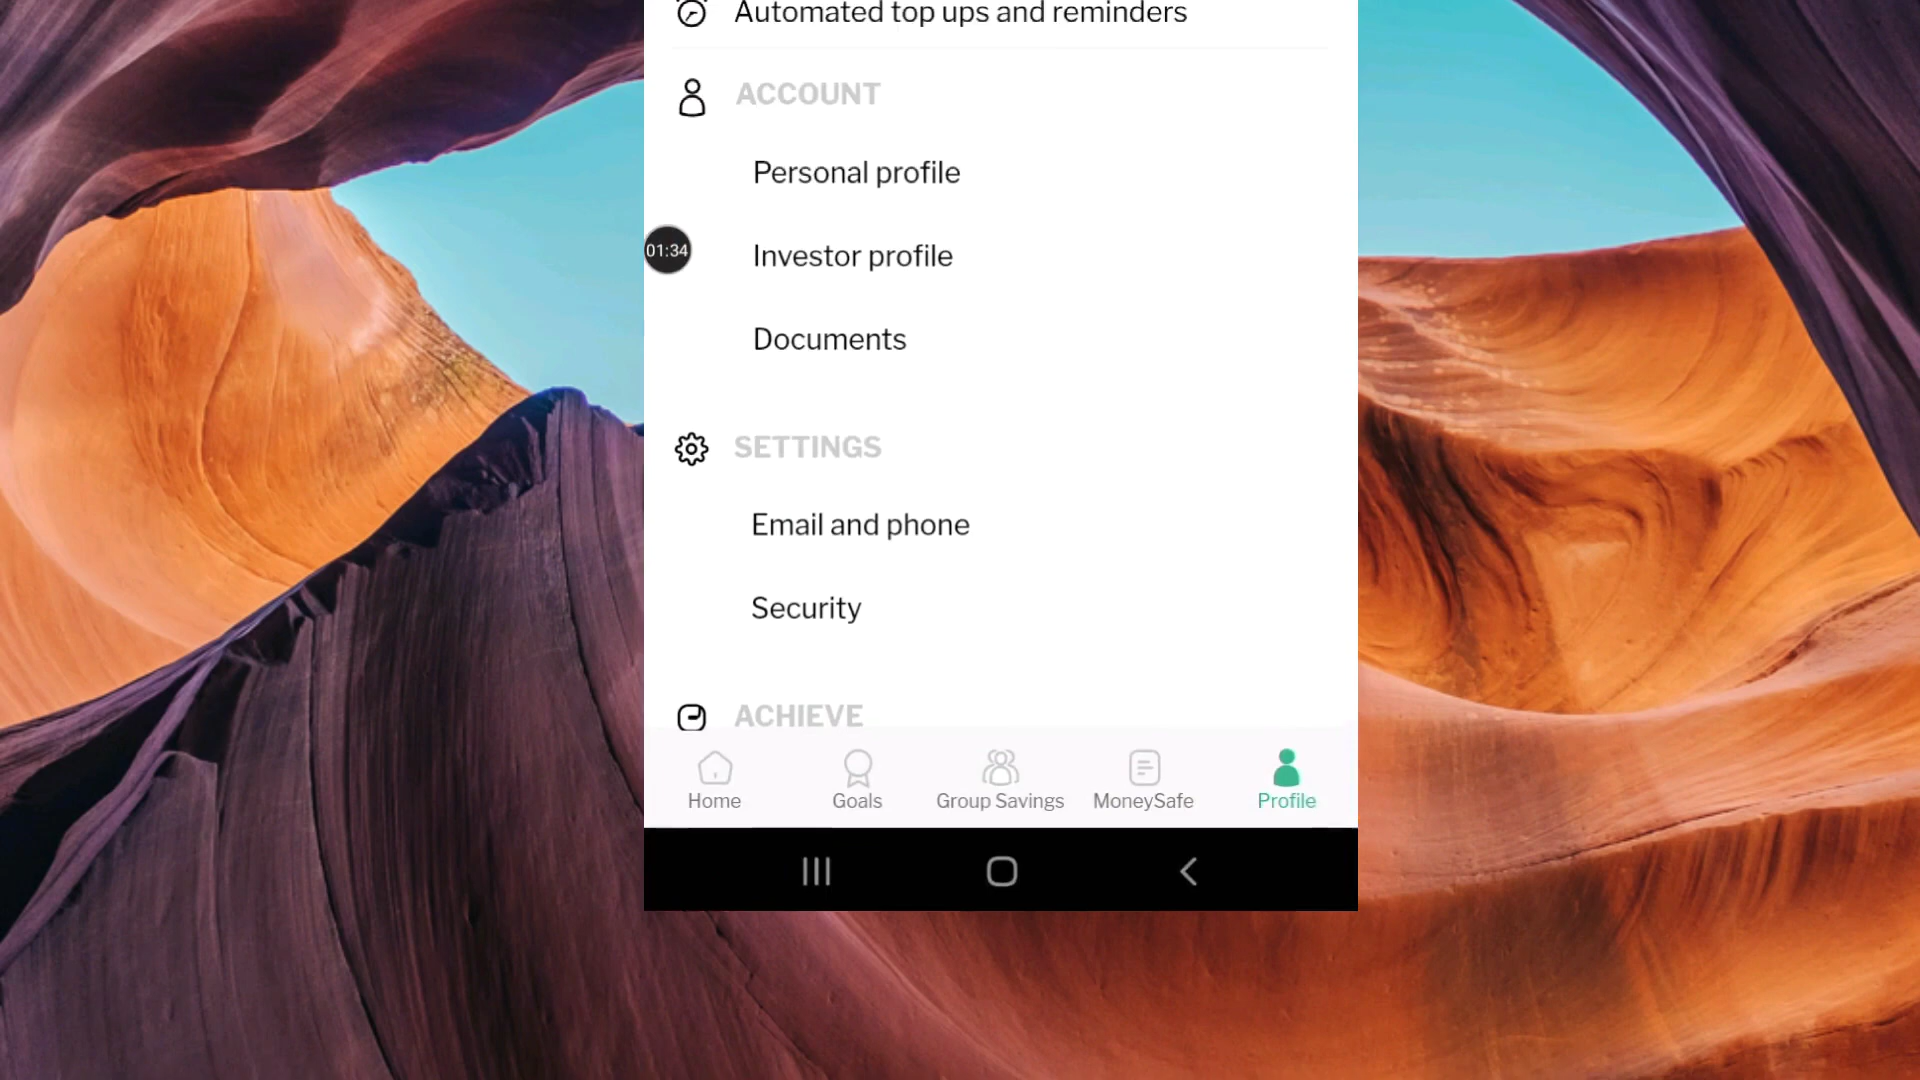 Automated top ups and reminders
ACCOUNT
Personal profile
01:34
Investor profile
Documents
SETTINGS
Email and phone
Security
ACHIEVE
Home
Goals
Group Savings
MoneySafe
Profile